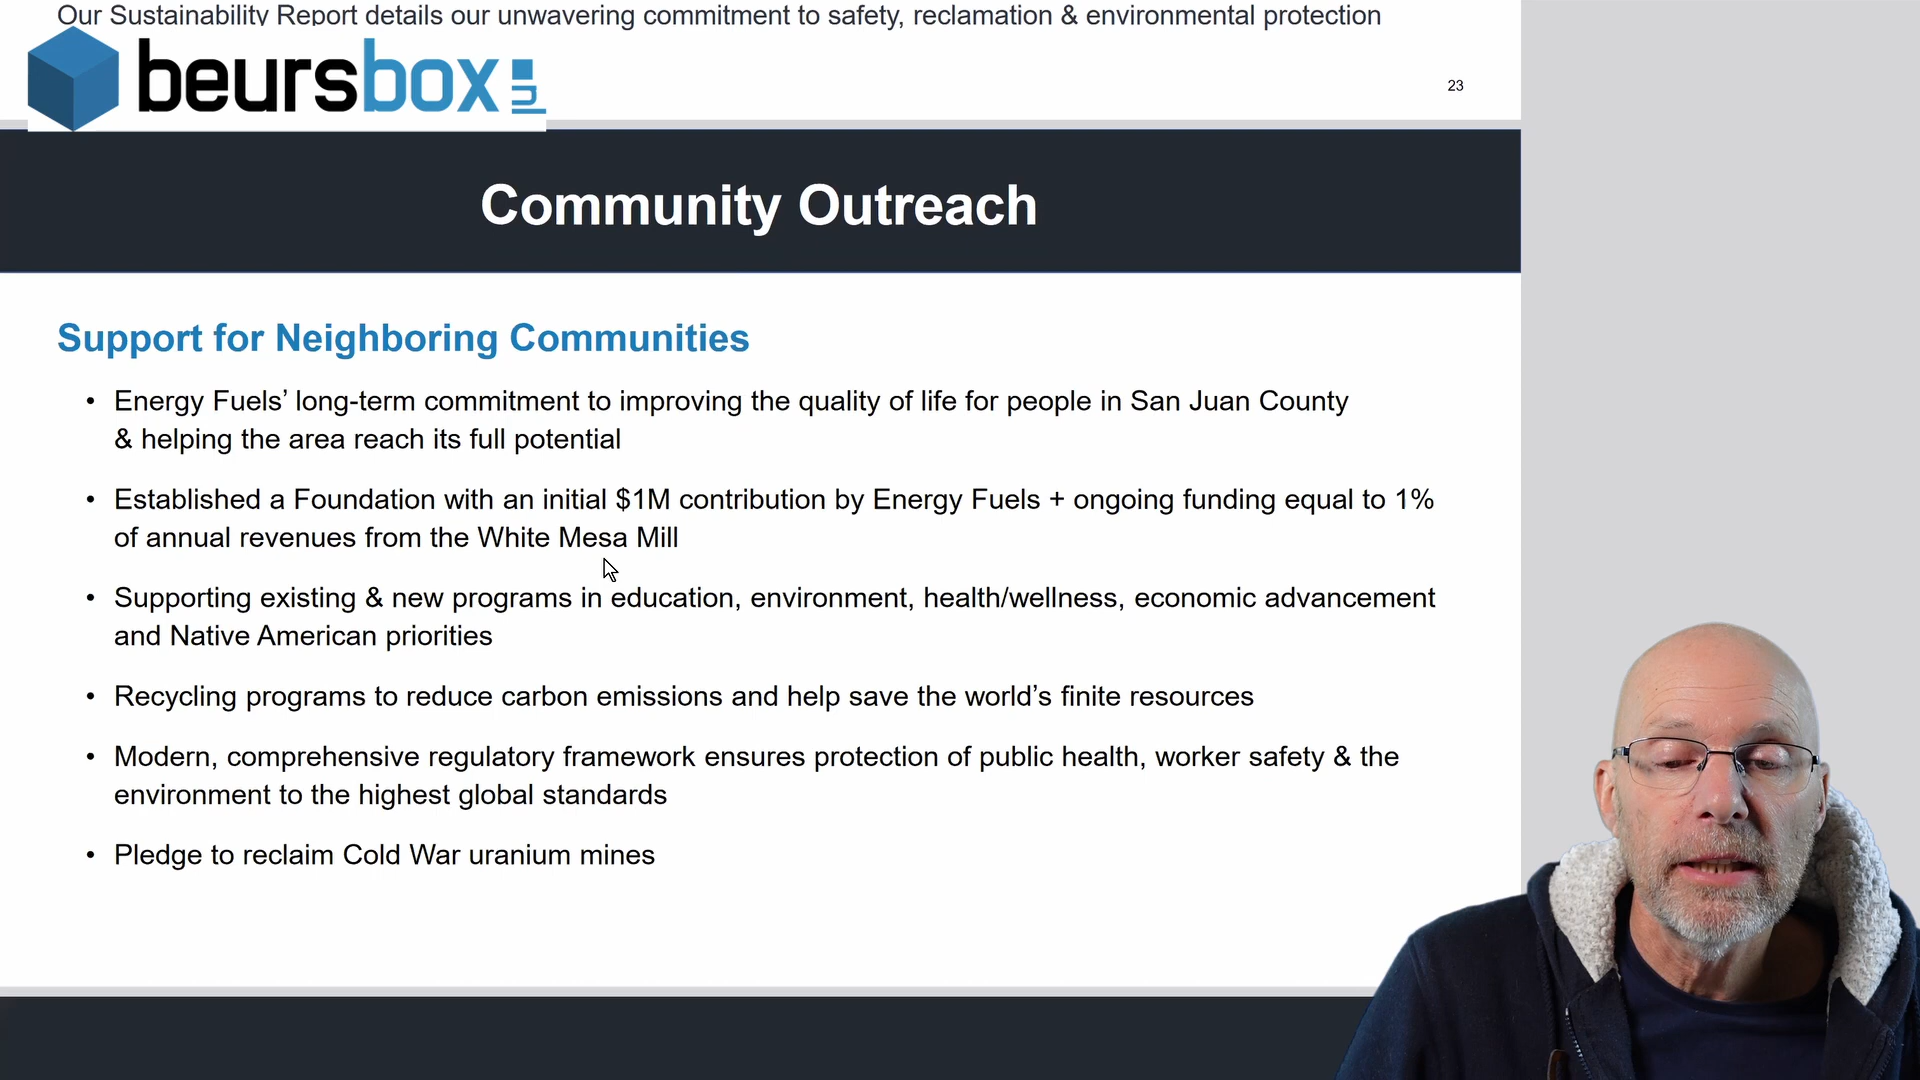 Our Sustainability Report details our unwavering commitment to safety, reclamation & environmental protection
beursbox.nl
23
Community Outreach
Support for Neighboring Communities
• Energy Fuels’ long-term commitment to improving the quality of life for people in San Juan County
& helping the area reach its full potential
• Established a Foundation with an initial $1M contribution by Energy Fuels + ongoing funding equal to 1%
of annual revenues from the White Mesa Mill
• Supporting existing & new programs in education, environment, health/wellness, economic advancement
and Native American priorities
• Recycling programs to reduce carbon emissions and help save the world’s finite resources
• Modern, comprehensive regulatory framework ensures protection of public health, worker safety & the
environment to the highest global standards
• Pledge to reclaim Cold War uranium mines